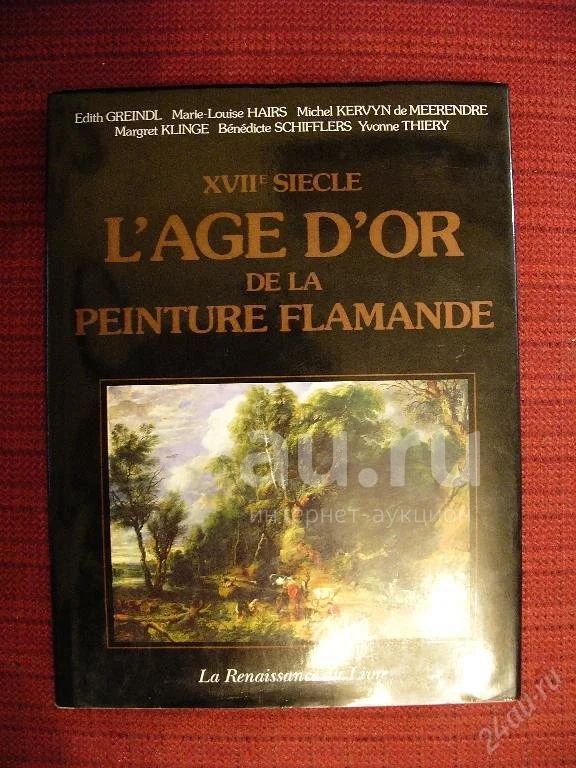 Edith GREINDL Marie-Louise HAIRS Michel KERVYN de MEERENDRE
Margret KLINGE Bénédicte SCHIFFLERS Yvonne THIERY
XVIIE SIECLE
L'AGE D'OR
DE LA
PEINTURE FLAMANDE
au.ru
интернет-аукцион
La Renaissance du Livre
24au.ru